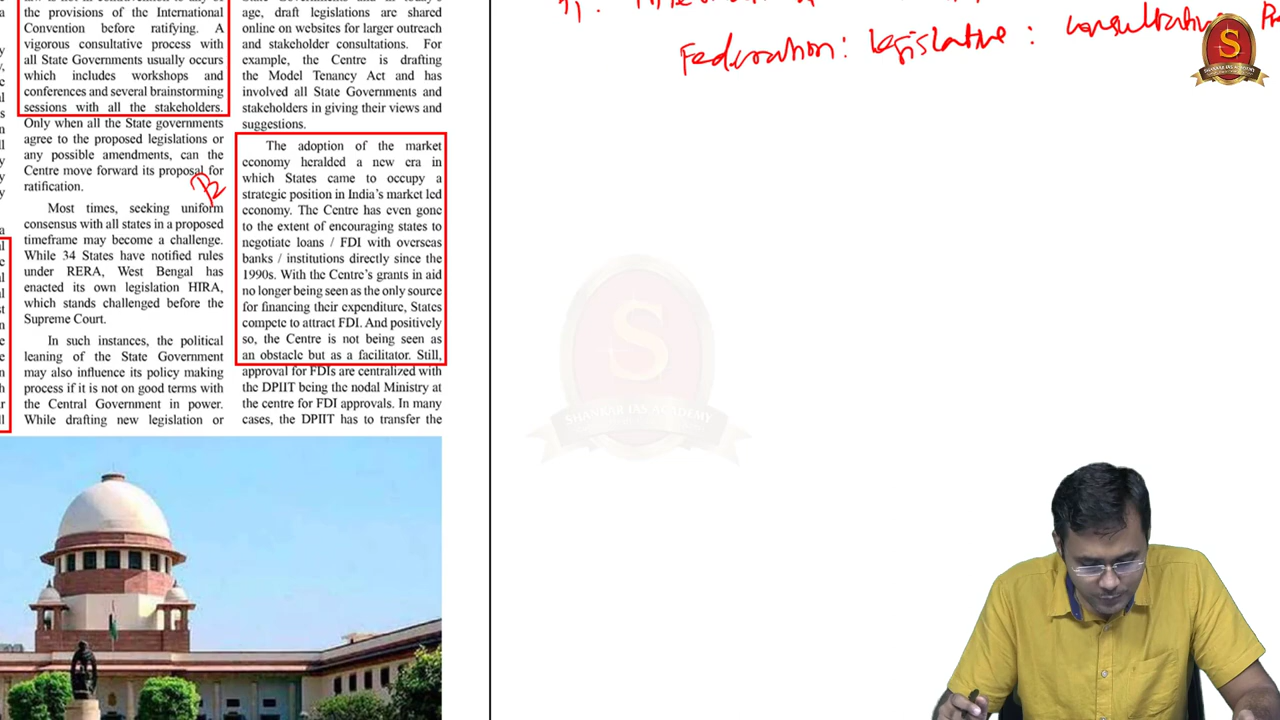 the provisions of the International
Convention before ratifying. A
vigorous consultative process with
all State Governments usually occurs
which includes workshops and
conferences and several brainstorming
sessions with all the stakeholders.
Only when all the State governments
agree to the proposed legislations or
any possible amendments, can the
Centre move forward its proposal for
ratification.
Most times, seeking uniform
consensus with all states in a proposed
timeframe may become a challenge.
While 34 States have notified rules
under RERA, West Bengal has
enacted its own legislation HIRA,
which stands challenged before the
Supreme Court.
In such instances, the political
leaning of the State Government
may also influence its policy making
process if it is not on good terms with
the Central Government in power.
While drafting new legislation or
age, draft legislations are shared
online on websites for larger outreach
and stakeholder consultations. For
example, the Centre is drafting
the Model Tenancy Act and has
involved all State Governments and
stakeholders in giving their views and
suggestions.
The adoption of the market
economy heralded a new era in
which States came to occupy a
strategic position in India's market led
economy. The Centre has even gone
to the extent of encouraging states to
negotiate loans / FDI with overseas
banks / institutions directly since the
1990s. With the Centre's grants in aid
no longer being seen as the only source
for financing their expenditure, States
compete to attract FDI. And positively
so, the Centre is not being seen as
an obstacle but as a facilitator. Still,
approval for FDIs are centralized with
the DPIIT being the nodal Ministry at
the centre for FDI approvals. In many
cases, the DPIIT has to transfer the
Federation: legislative : consultative
S
SHANKAR IAS ACADEMY
S
SHANKAR IAS ACADEMY